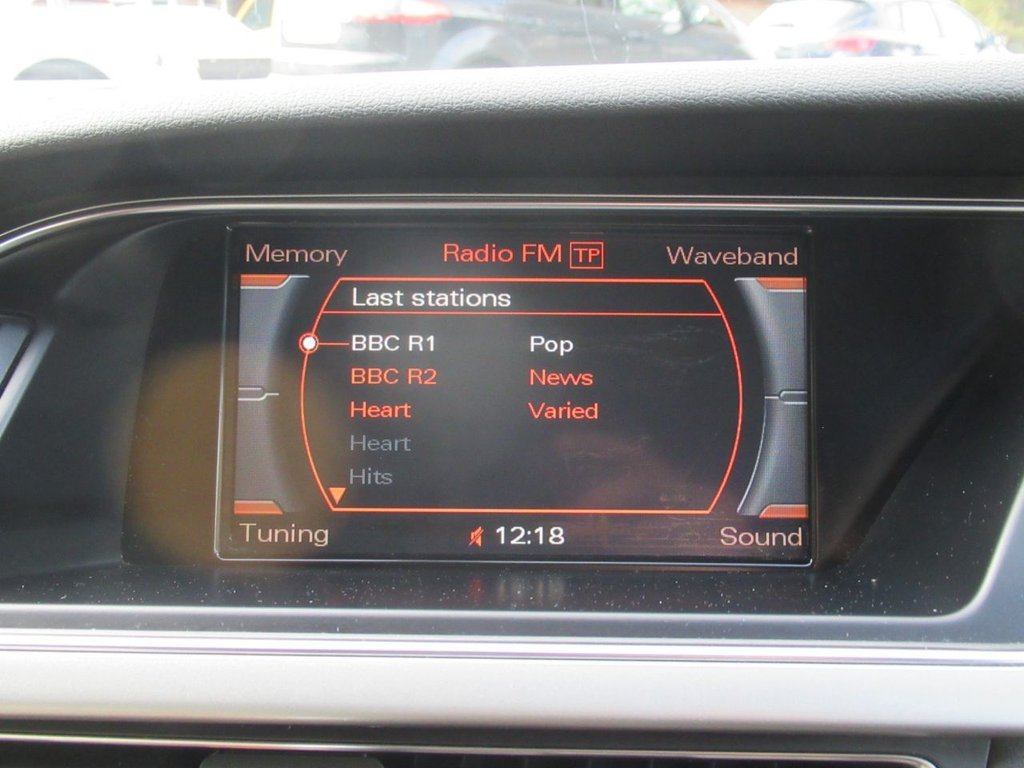 Memory Radio FM TP Waveband
Last stations
BBC R1 Pop
BBC R2 News
Heart Varied
Heart
Hits
Tuning 12:18 Sound